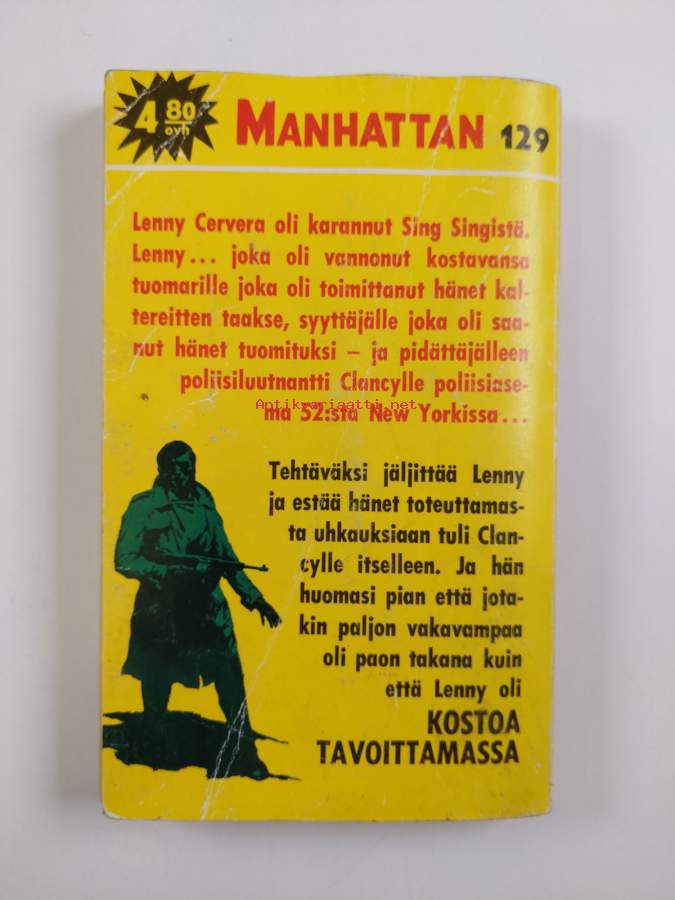 4 80
ovh
MANHATTAN 129
Lenny Cervera oli karannut Sing Singistä.
Lenny... joka oli vannonut kostavansa
tuomarille joka oli toimittanut hänet kal-
tereitten taakse, syyttäjälle joka oli saa-
nut hänet tuomituksi – ja pidättäjälleen
poliisiluutnantti Clancylle poliisiase-
ma 52:sta New Yorkissa...
Antikvariaatti.net
Tehtäväksi jäljittää Lenny
ja estää hänet toteuttamas-
ta uhkauksiaan tuli Clan-
cylle itselleen. Ja hän
huomasi pian että jota-
kin paljon vakavampaa
oli paon takana kuin
että Lenny oli
KOSTOA
TAVOITTAMASSA